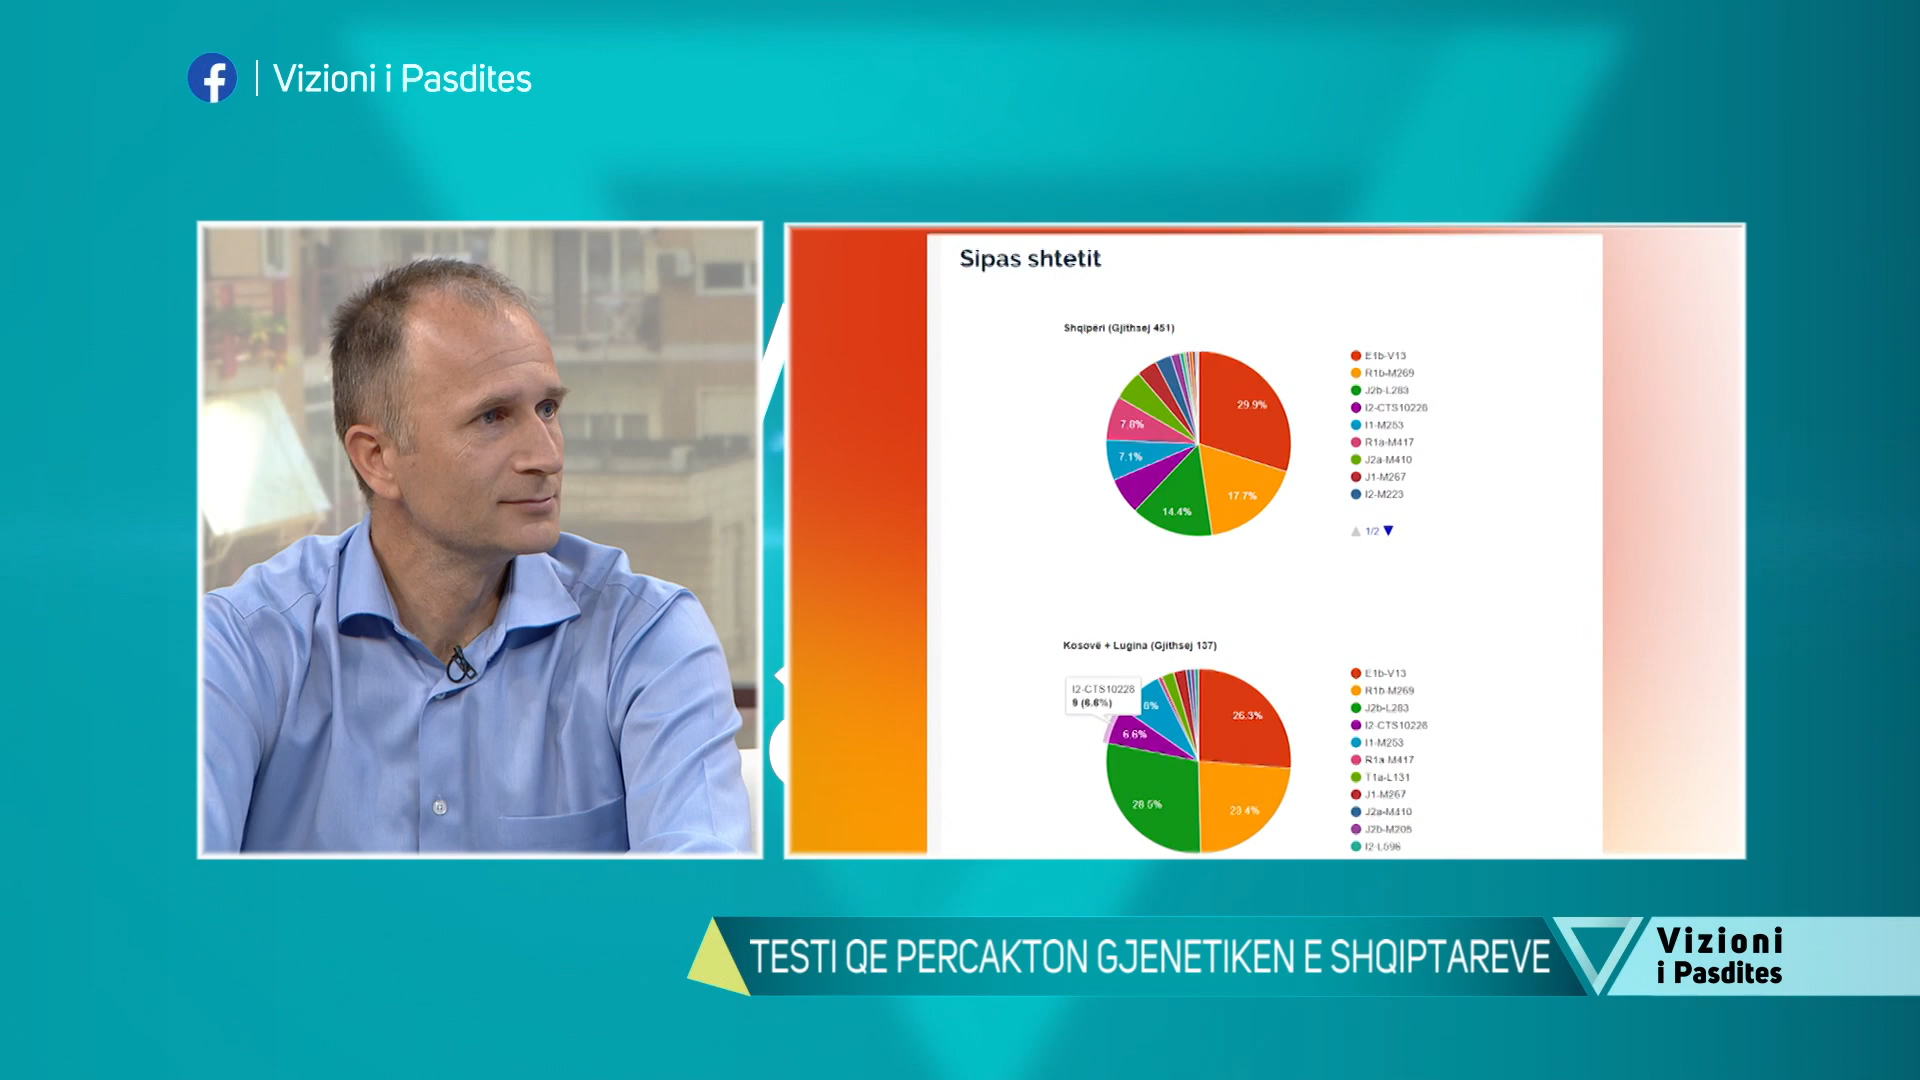 Vizioni i Pasdites
Sipas shtetit
Shqipëri (Gjithsej 451)
29.9%
17.7%
14.4%
7.1%
7.8%
E1b-V13
R1b-M269
J2b-L283
I2-CTS10228
I1-M253
R1a-M417
J2a-M410
J1-M267
I2-M223
1/2
Kosovë + Lugina (Gjithsej 137)
I2-CTS10228
9 (6.6%)
6.6%
26.3%
23.4%
28.5%
E1b-V13
R1b-M269
J2b-L283
I2-CTS10228
I1-M253
R1a-M417
T1a-L131
J1-M267
J2a-M410
J2b-M205
I2-L596
TESTI QE PERCAKTON GJENETIKEN E SHQIPTAREVE
Vizioni
i Pasdites